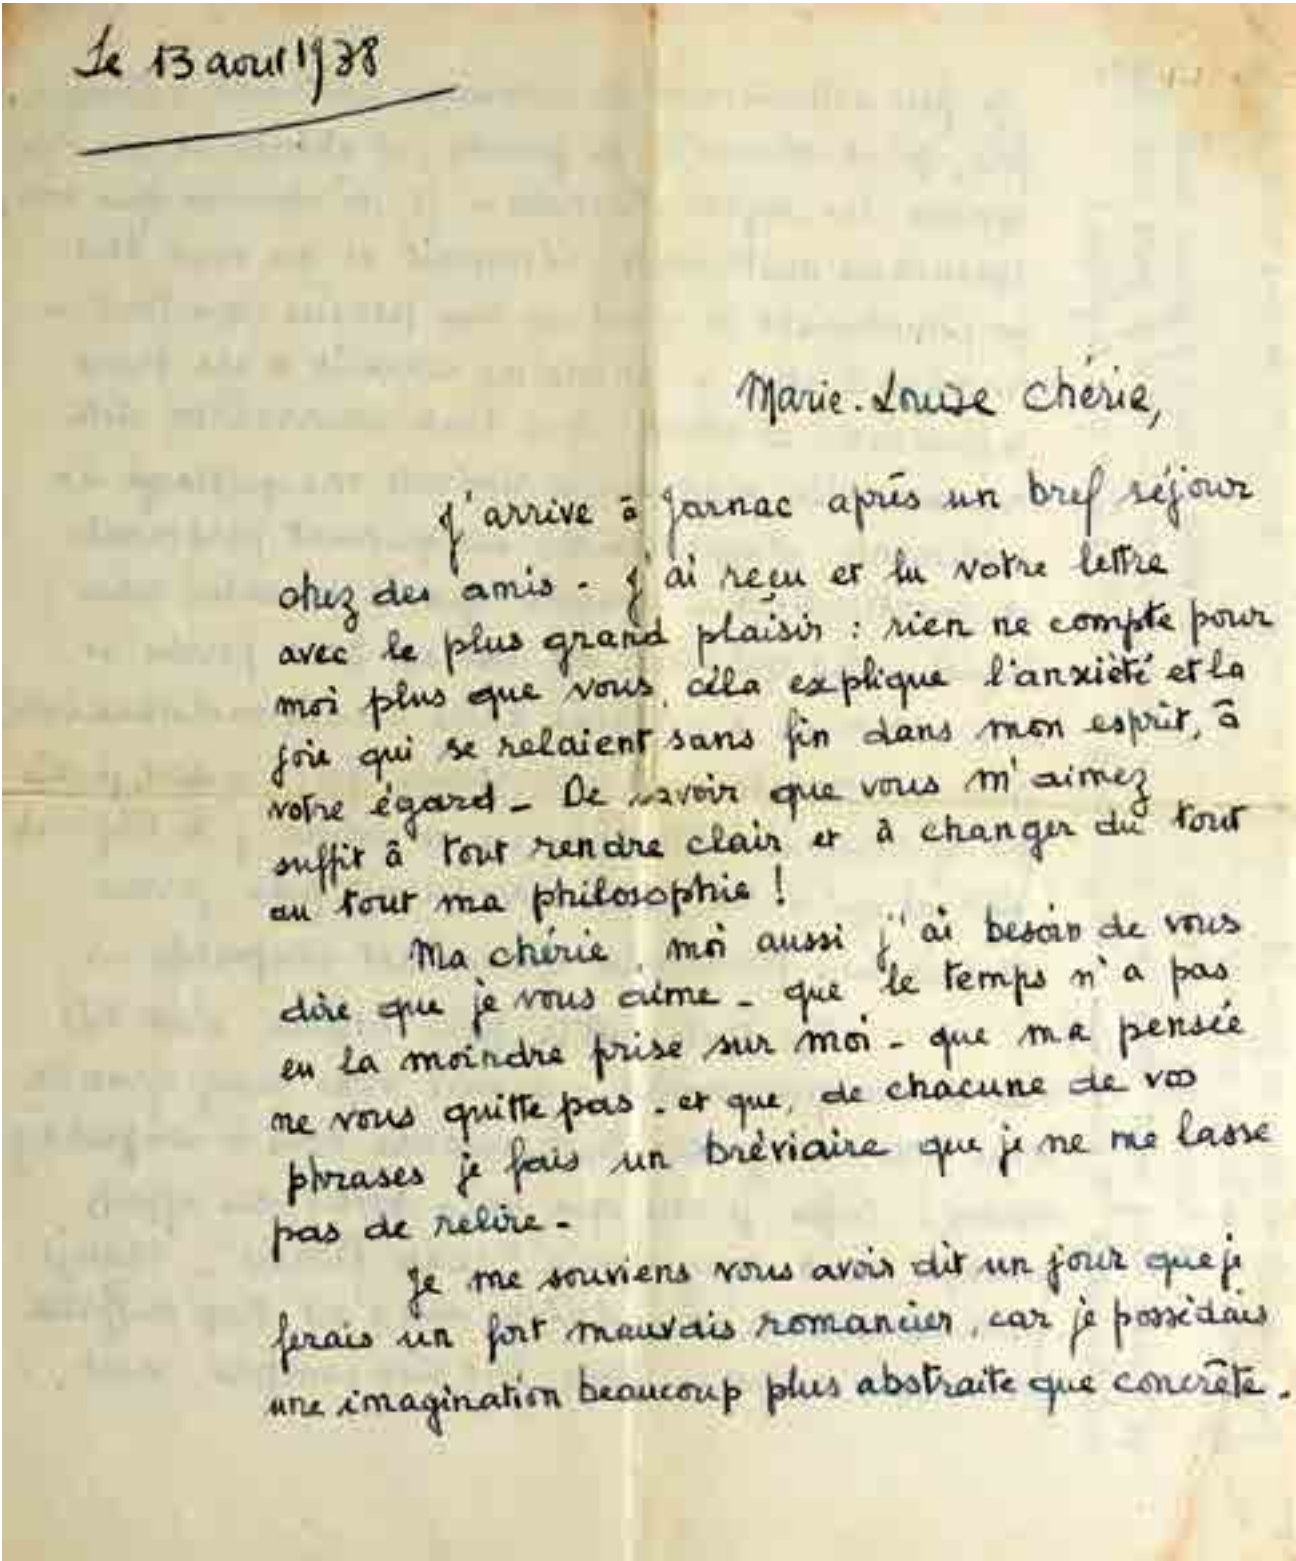 Le 13 aout 1938
Marie-Louise Chérie,
J'arrive à Jarnac après un bref séjour
chez des amis - J'ai reçu et lu votre lettre
avec le plus grand plaisir : rien ne compte pour
moi plus que vous, cela explique l'anxiété et la
joie qui se relaient sans fin dans mon esprit, à
votre égard - De savoir que vous m'aimez
suffit à tout rendre clair et à changer du tout
au tout ma philosophie !
Ma chérie, moi aussi j'ai besoin de vous
dire que je vous aime - que le temps n'a pas
eu la moindre prise sur moi - que ma pensée
ne vous quitte pas - et que, de chacune de vos
phrases je fais un bréviaire que je ne me lasse
pas de relire -
Je me souviens vous avoir dit un jour que je
ferais un fort mauvais romancier, car je possédais
une imagination beaucoup plus abstraite que concrête.